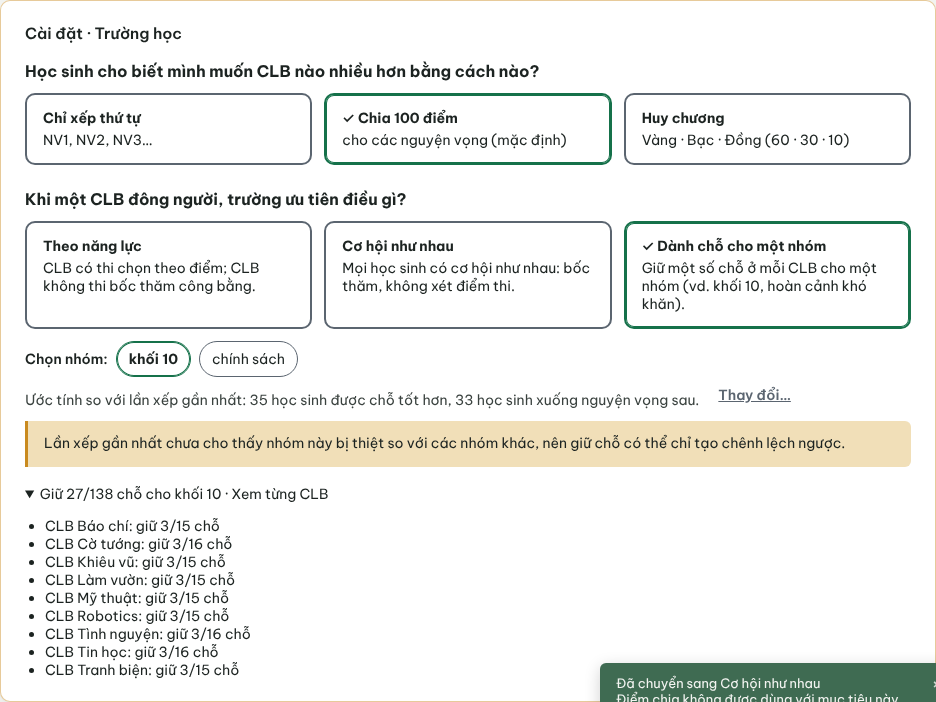 Cài đặt · Trường học
Học sinh cho biết mình muốn CLB nào nhiều hơn bằng cách nào?
Chỉ xếp thứ tự
NV1, NV2, NV3...
✓ Chia 100 điểm
cho các nguyện vọng (mặc định)
Huy chương
Vàng · Bạc · Đồng (60 · 30 · 10)
Khi một CLB đông người, trường ưu tiên điều gì?
Theo năng lực
CLB có thi chọn theo điểm; CLB
không thi bốc thăm công bằng.
Cơ hội như nhau
Mọi học sinh có cơ hội như nhau: bốc
thăm, không xét điểm thi.
✓ Dành chỗ cho một nhóm
Giữ một số chỗ ở mỗi CLB cho một
nhóm (vd. khối 10, hoàn cảnh khó
khăn).
Chọn nhóm: khối 10 chính sách
Ước tính so với lần xếp gần nhất: 35 học sinh được chỗ tốt hơn, 33 học sinh xuống nguyện vọng sau. Thay đổi...
Lần xếp gần nhất chưa cho thấy nhóm này bị thiệt so với các nhóm khác, nên giữ chỗ có thể chỉ tạo chênh lệch ngược.
▼ Giữ 27/138 chỗ cho khối 10 · Xem từng CLB
• CLB Báo chí: giữ 3/15 chỗ
• CLB Cờ tướng: giữ 3/16 chỗ
• CLB Khiêu vũ: giữ 3/15 chỗ
• CLB Làm vườn: giữ 3/15 chỗ
• CLB Mỹ thuật: giữ 3/15 chỗ
• CLB Robotics: giữ 3/15 chỗ
• CLB Tình nguyện: giữ 3/16 chỗ
• CLB Tin học: giữ 3/16 chỗ
• CLB Tranh biện: giữ 3/15 chỗ
Đã chuyển sang Cơ hội như nhau
Điểm chia không được dùng với mục tiêu này